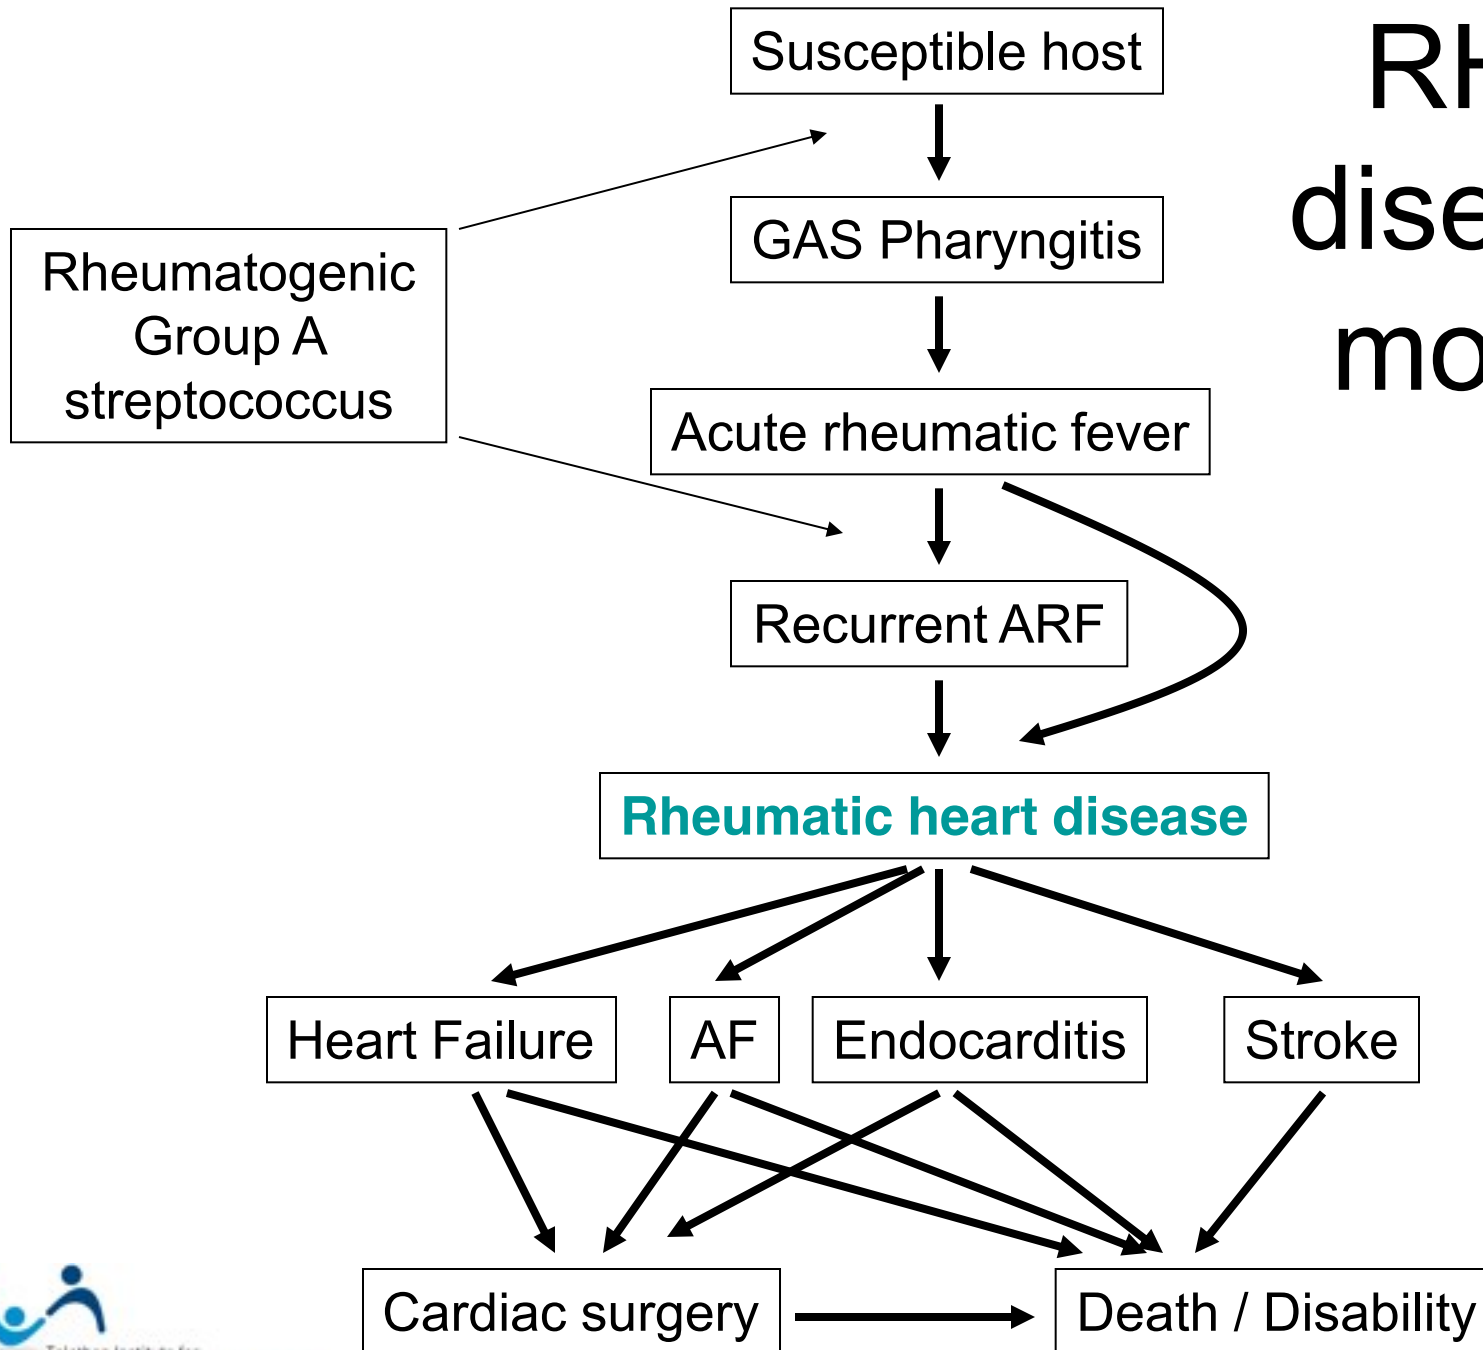 Susceptible host
GAS Pharyngitis
Rheumatogenic
Group A
streptococcus
Acute rheumatic fever
Recurrent ARF
Rheumatic heart disease
Heart Failure
AF
Endocarditis
Stroke
Cardiac surgery
Death / Disability